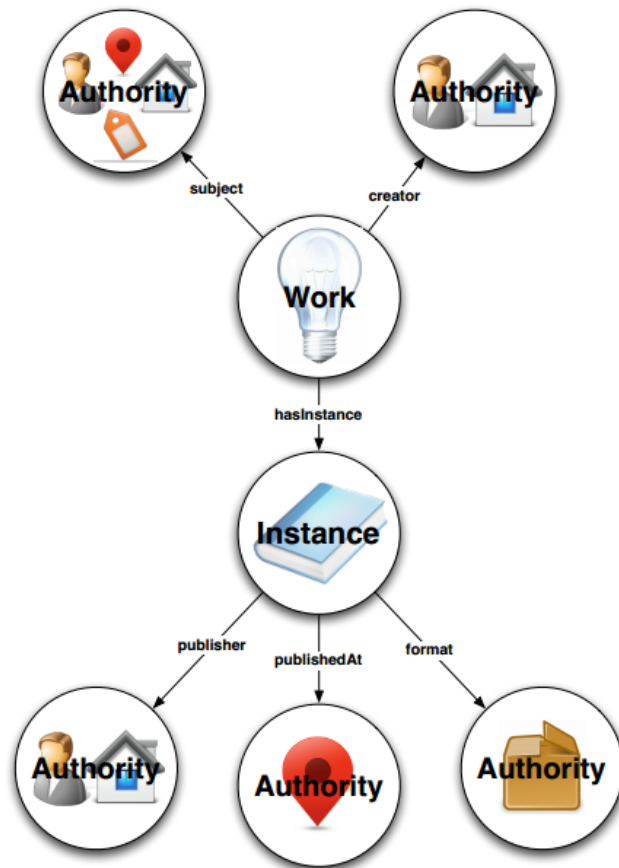 Authority
Authority
subject
creator
Work
hasInstance
Instance
publisher
publishedAt
format
Authority
Authority
Authority